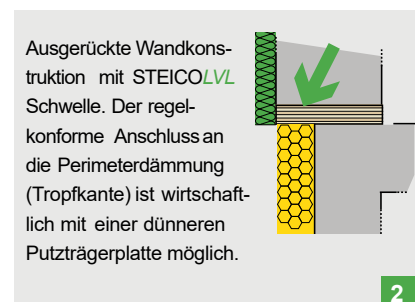 Ausgerückte Wandkons-
truktion mit STEICOLVL
Schwelle. Der regel-
konforme Anschluss an
die Perimeterdämmung
(Tropfkante) ist wirtschaft-
lich mit einer dünneren
Putzträgerplatte möglich.
2